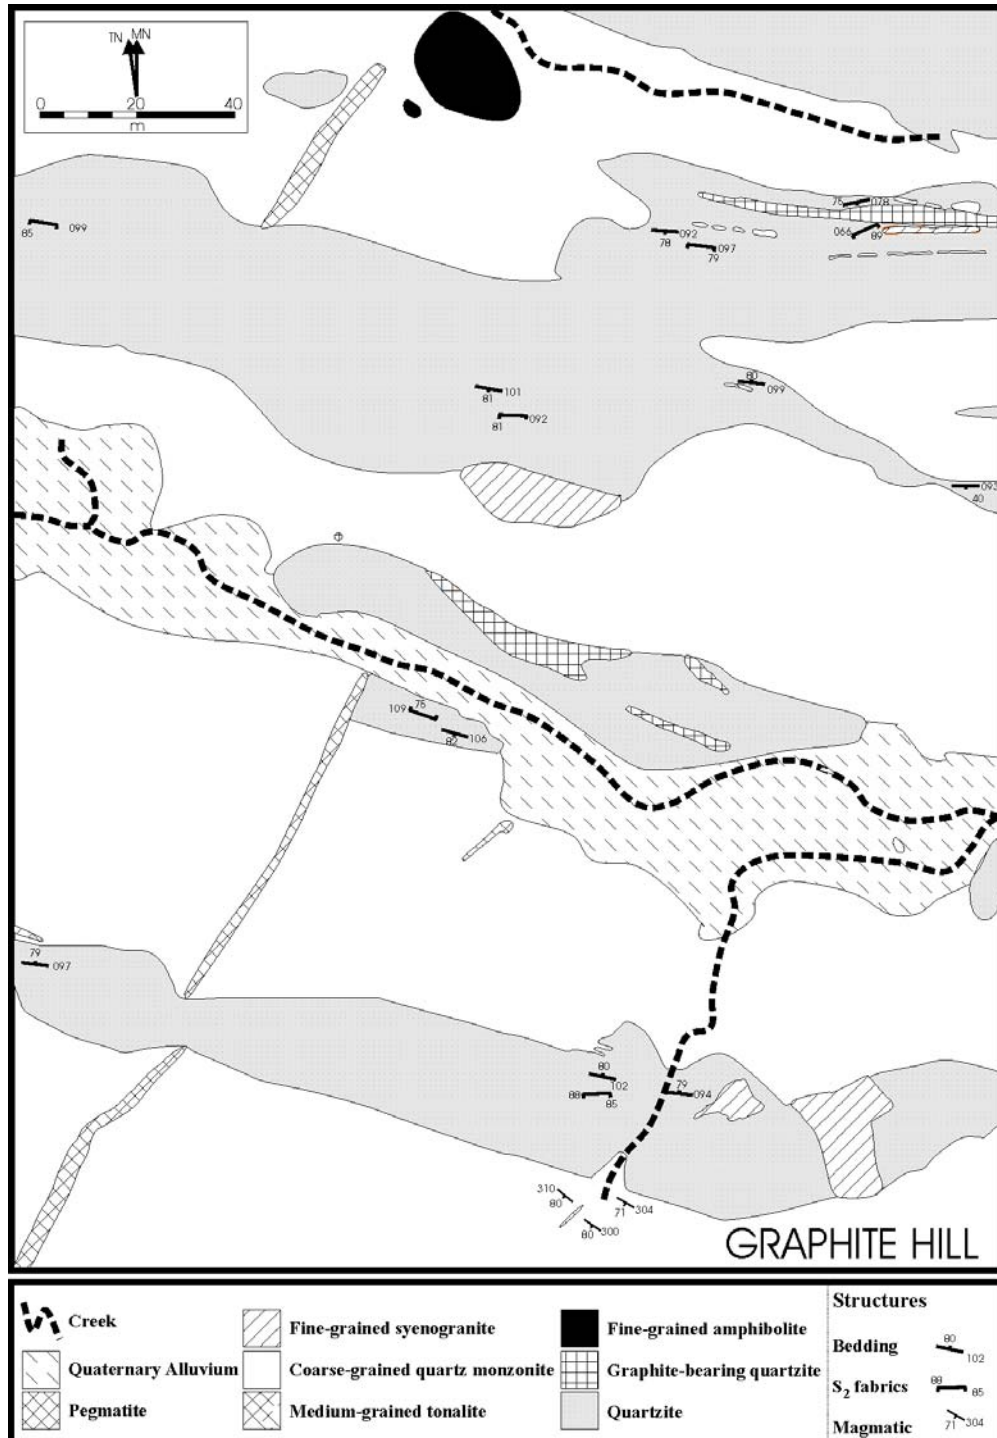 TN MN
0 20 40
m
75 078
099
85
066
89
092
78
097
79
80
099
101
81
092
81
093
40
75
109
106
82
79
097
80
102
88
85
79
094
310
80
304
71
300
80
GRAPHITE HILL
Creek
Quaternary Alluvium
Pegmatite
Fine-grained syenogranite
Coarse-grained quartz monzonite
Medium-grained tonalite
Fine-grained amphibolite
Graphite-bearing quartzite
Quartzite
Structures
Bedding 80 102
S2 fabrics 88 85
Magmatic 71 304